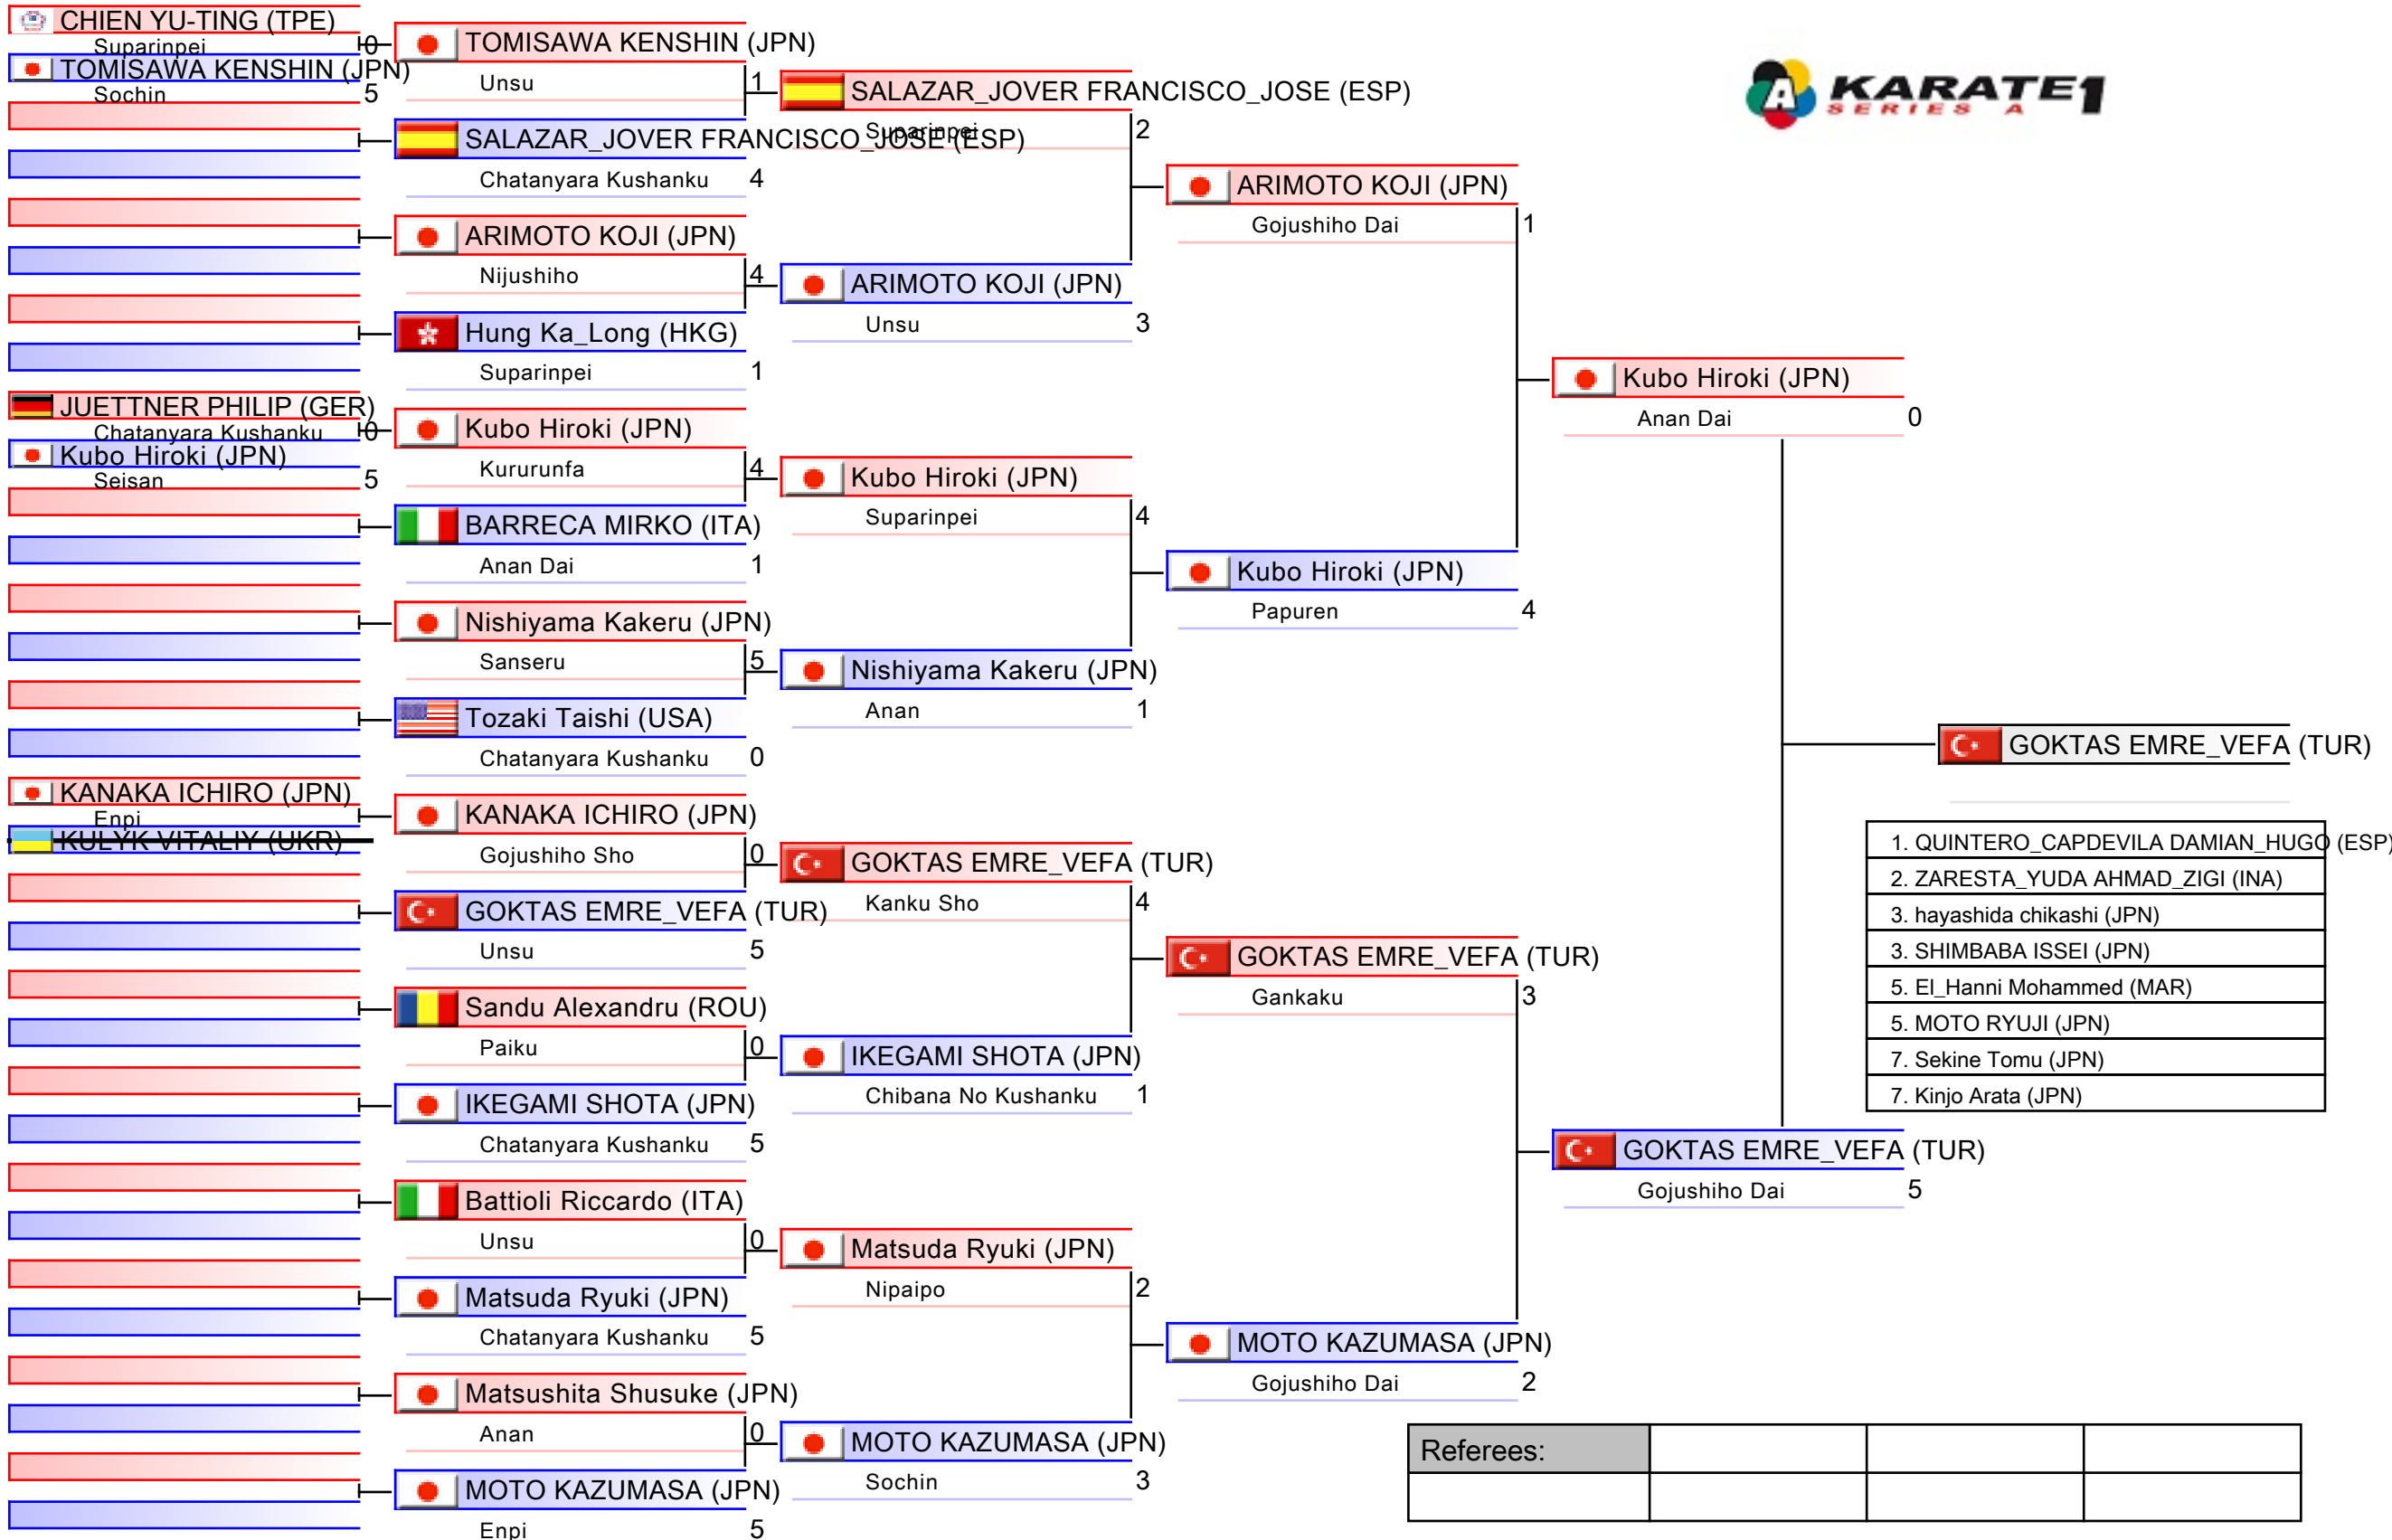 CHIEN YU-TING (TPE)
Suparinpei 0
TOMISAWA KENSHIN (JPN)
Sochin 5
JUETTNER PHILIP (GER)
Chatanyara Kushanku 0
Kubo Hiroki (JPN)
Seisan 5
KANAKA ICHIRO (JPN)
Enpi
KULYK VITALIY (UKR)
TOMISAWA KENSHIN (JPN)
Unsu 1
SALAZAR_JOVER FRANCISCO_JOSE (ESP)
Chatanyara Kushanku 4
ARIMOTO KOJI (JPN)
Nijushiho 4
Hung Ka_Long (HKG)
Suparinpei 1
Kubo Hiroki (JPN)
Kururunfa 4
BARRECA MIRKO (ITA)
Anan Dai 1
Nishiyama Kakeru (JPN)
Sanseru 5
Tozaki Taishi (USA)
Chatanyara Kushanku 0
KANAKA ICHIRO (JPN)
Gojushiho Sho 0
GOKTAS EMRE_VEFA (TUR)
Unsu 5
Sandu Alexandru (ROU)
Paiku 0
IKEGAMI SHOTA (JPN)
Chatanyara Kushanku 5
Battioli Riccardo (ITA)
Unsu 0
Matsuda Ryuki (JPN)
Chatanyara Kushanku 5
Matsushita Shusuke (JPN)
Anan 0
MOTO KAZUMASA (JPN)
Enpi 5
SALAZAR_JOVER FRANCISCO_JOSE (ESP)
Suparinpei 2
ARIMOTO KOJI (JPN)
Unsu 3
Kubo Hiroki (JPN)
Suparinpei 4
Nishiyama Kakeru (JPN)
Anan 1
GOKTAS EMRE_VEFA (TUR)
Kanku Sho 4
IKEGAMI SHOTA (JPN)
Chibana No Kushanku 1
Matsuda Ryuki (JPN)
Nipaipo 2
MOTO KAZUMASA (JPN)
Sochin 3
ARIMOTO KOJI (JPN)
Gojushiho Dai 1
Kubo Hiroki (JPN)
Papuren 4
GOKTAS EMRE_VEFA (TUR)
Gankaku 3
MOTO KAZUMASA (JPN)
Gojushiho Dai 2
Kubo Hiroki (JPN)
Anan Dai 0
GOKTAS EMRE_VEFA (TUR)
Gojushiho Dai 5
A KARATE1
SERIES A
GOKTAS EMRE_VEFA (TUR)
1. QUINTERO_CAPDEVILA DAMIAN_HUGO (ESP)
2. ZARESTA_YUDA AHMAD_ZIGI (INA)
3. hayashida chikashi (JPN)
3. SHIMBABA ISSEI (JPN)
5. El_Hanni Mohammed (MAR)
5. MOTO RYUJI (JPN)
7. Sekine Tomu (JPN)
7. Kinjo Arata (JPN)
Referees: